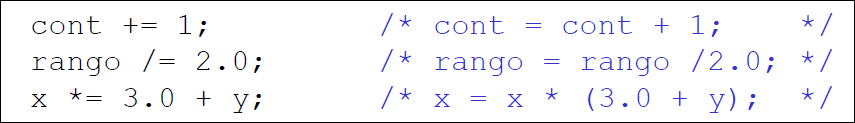 cont += 1; /* cont = cont + 1; */
rango /= 2.0; /* rango = rango /2.0; */
x *= 3.0 + y; /* x = x * (3.0 + y); */